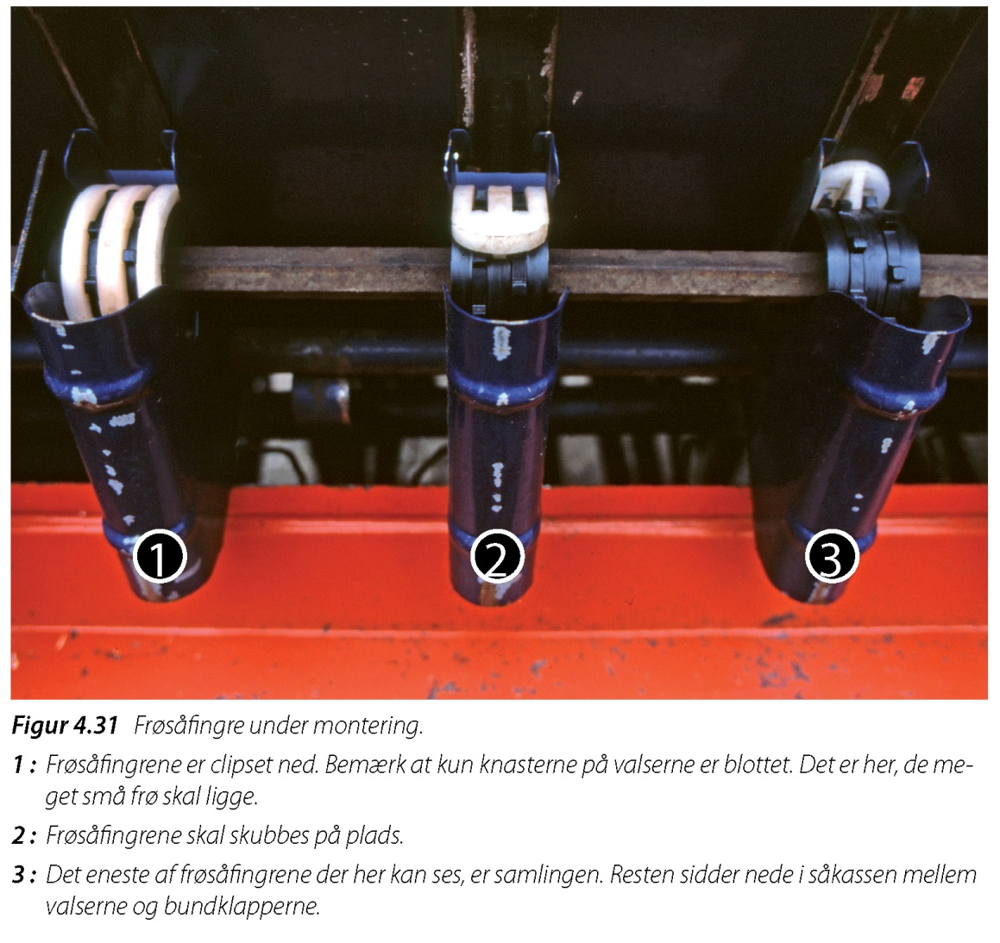 1
2
3
Figur 4.31 Frøsåfingre under montering.
1 : Frøsåfingrene er clipset ned. Bemærk at kun knasterne på valserne er blottet. Det er her, de me-
get små frø skal ligge.
2 : Frøsåfingrene skal skubbes på plads.
3 : Det eneste af frøsåfingrene der her kan ses, er samlingen. Resten sidder nede i såkassen mellem
valserne og bundklapperne.